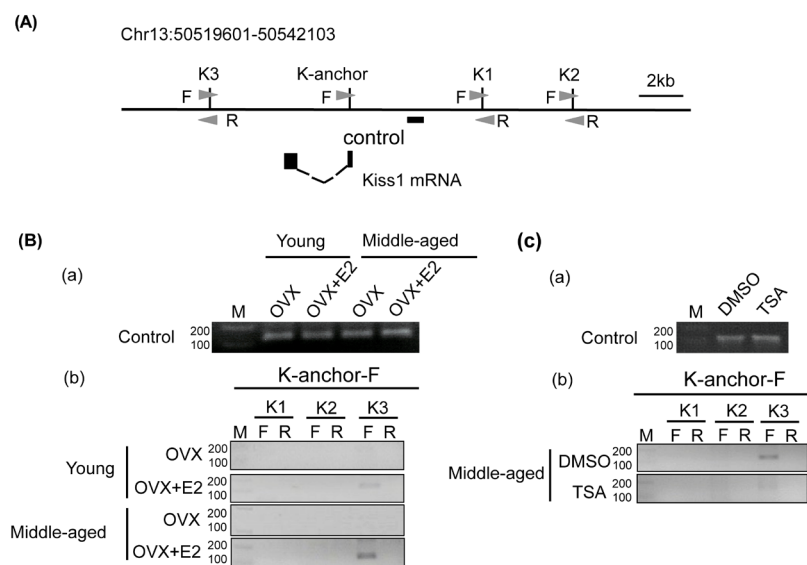 (A)
Chr13:50519601-50542103
K3 K-anchor K1 K2 2kb
F F F F
R R R
control
Kiss1 mRNA
(B)
Young Middle-aged
(a)
M OVX OVX+E2 OVX OVX+E2
Control 200
100
(b)
K-anchor-F
K1 K2 K3
M F R F R F R
Young
OVX 200
100
OVX+E2 200
100
Middle-aged
OVX 200
100
OVX+E2 200
100
(c)
(a)
M DMSO TSA
Control 200
100
(b)
K-anchor-F
K1 K2 K3
M F R F R F R
Middle-aged
DMSO 200
100
TSA 200
100